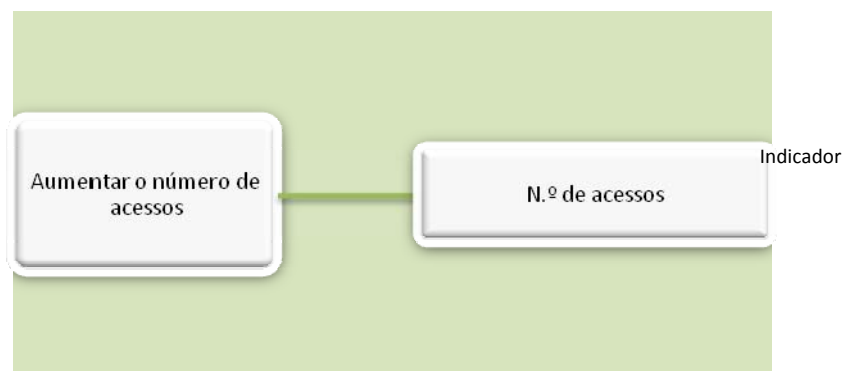 Aumentar o número de
acessos
N.º de acessos
Indicador